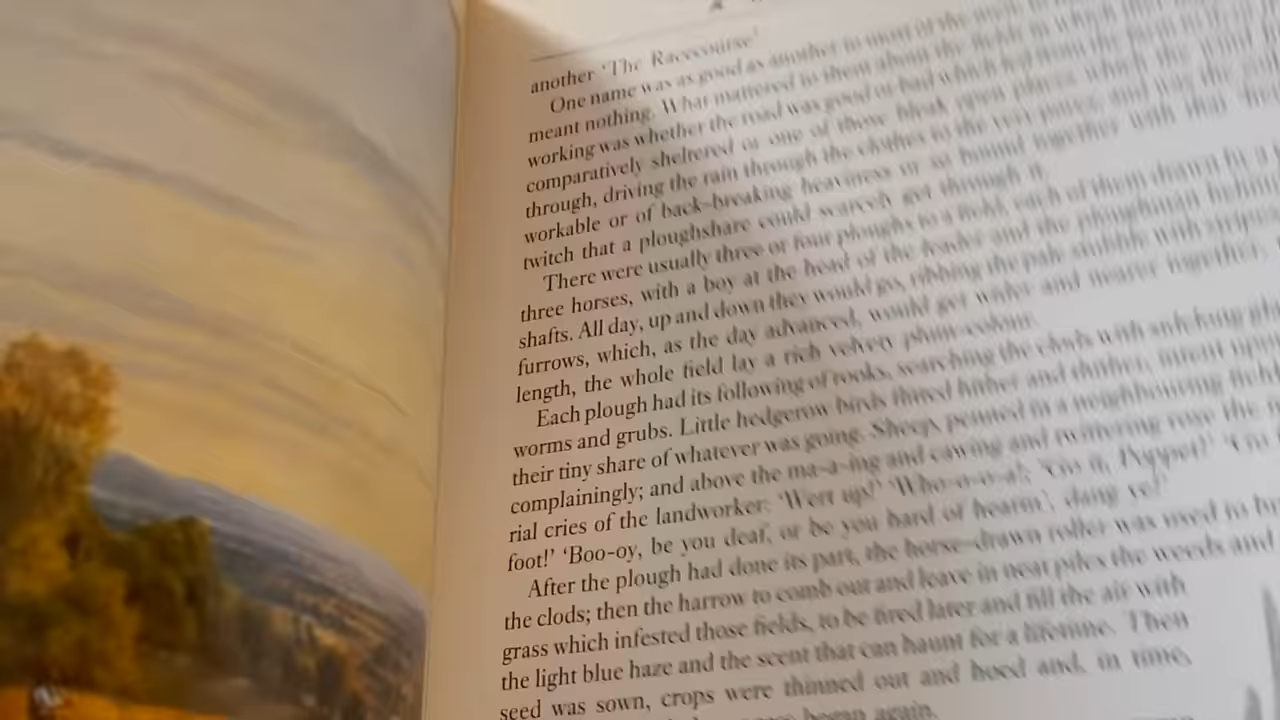 another 'The Racecourse'
One name was as good as another to most of the
meant nothing. What mattered to them about the fields in which
working was whether the road was good or bad which led from the farm to
comparatively sheltered or one of those bleak open places which the wind
through, driving the rain through the clothes to the very pores; and was the
workable or of back-breaking heaviness or so bound together with that
twitch that a ploughshare could scarcely get through it.
There were usually three or four ploughs to a field, each of them drawn by a
three horses, with a boy at the head of the leader and the ploughman behind
shafts. All day, up and down they would go, ribbing the pale stubble with
furrows, which, as the day advanced, would get wider and nearer together,
length, the whole field lay a rich velvety plum-colour.
Each plough had its following of rooks, searching the clods with
worms and grubs. Little hedgerow birds flitted hither and thither, intent upon
their tiny share of whatever was going. Sheep, penned in a neighbouring field
complainingly; and above the ma-a-ing and cawing and twittering rose the
rial cries of the landworker: 'Wert up!' 'Who-o-o-a!'
foot!' 'Boo-oy, be you deaf, or be you hard of hearin', dang ye!'
After the plough had done its part, the horse-drawn roller was used to
the clods; then the harrow to comb out and leave in neat piles the weeds and
grass which infested those fields, to be fired later and fill the air with
the light blue haze and the scent that can haunt for a lifetime. Then
seed was sown, crops were thinned out and hoed and, in time,
began again.